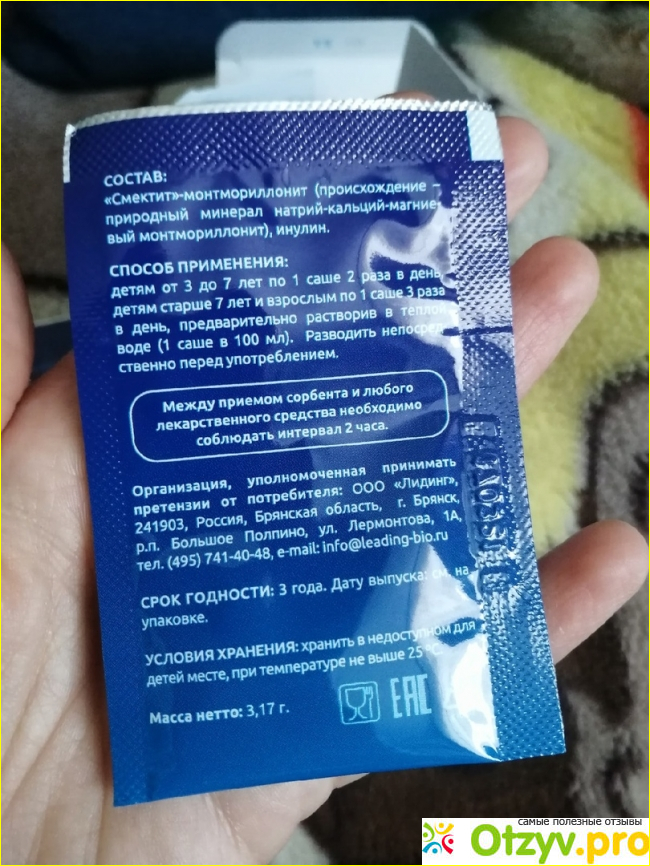 СОСТАВ:
«Смектит»-монтмориллонит (происхождение –
природный минерал натрий-кальций-магние
вый монтмориллонит), инулин.
СПОСОБ ПРИМЕНЕНИЯ:
детям от 3 до 7 лет по 1 саше 2 раза в день,
детям старше 7 лет и взрослым по 1 саше 3 раза
в день, предварительно растворив в теплой
воде (1 саше в 100 мл). Разводить непосред
ственно перед употреблением.
Между приемом сорбента и любого
лекарственного средства необходимо
соблюдать интервал 2 часа.
Организация, уполномоченная принимать
претензии от потребителя: ООО «Лидинг»,
241903, Россия, Брянская область, г. Брянск,
р.п. Большое Полпино, ул. Лермонтова, 1А,
тел. (495) 741-40-48, e-mail: info@leading-bio.ru
СРОК ГОДНОСТИ: 3 года. Дату выпуска: см. на
упаковке.
УСЛОВИЯ ХРАНЕНИЯ: хранить в недоступном для
детей месте, при температуре не выше 25 °C.
Масса нетто: 3,17 г.
EAC
самые полезные отзывы
Otzyv.pro